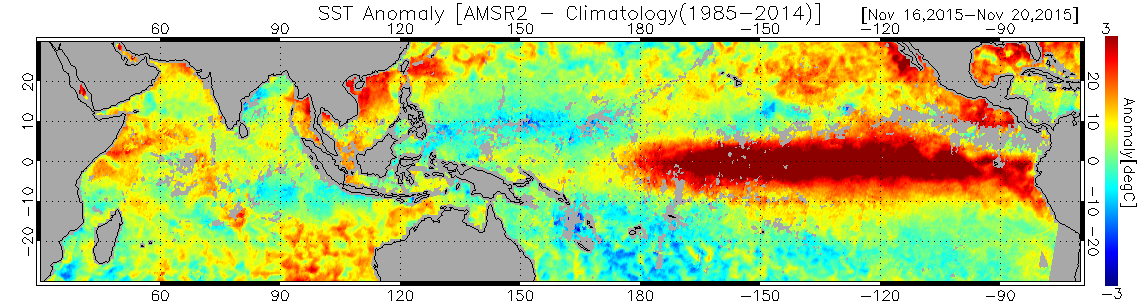 SST Anomaly [AMSR2 − Climatology(1985−2014)]
[Nov 16,2015−Nov 20,2015]
60 90 120 150 180 −150 −120 −90 3
20 20
10 10
0 0
−10 −10
−20 −20
Anomaly[degC]
60 90 120 150 180 −150 −120 −90 −3